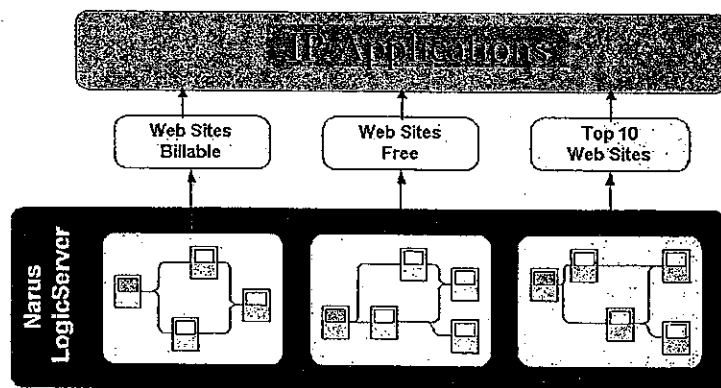 IP Applications
Web Sites
Billable
Web Sites
Free
Top 10
Web Sites
Narus
LogicServer